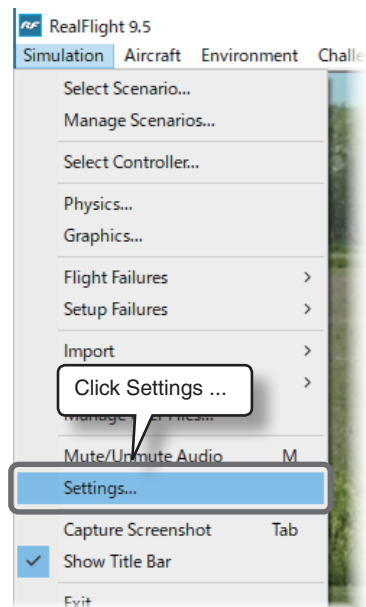 RF RealFlight 9.5
Simulation Aircraft Environment
Select Scenario...
Manage Scenarios...
Select Controller...
Physics...
Graphics...
Flight Failures >
Setup Failures >
Import >
>
Click Settings ...
Mute/Unmute Audio M
Settings...
Capture Screenshot Tab
Show Title Bar
Exit